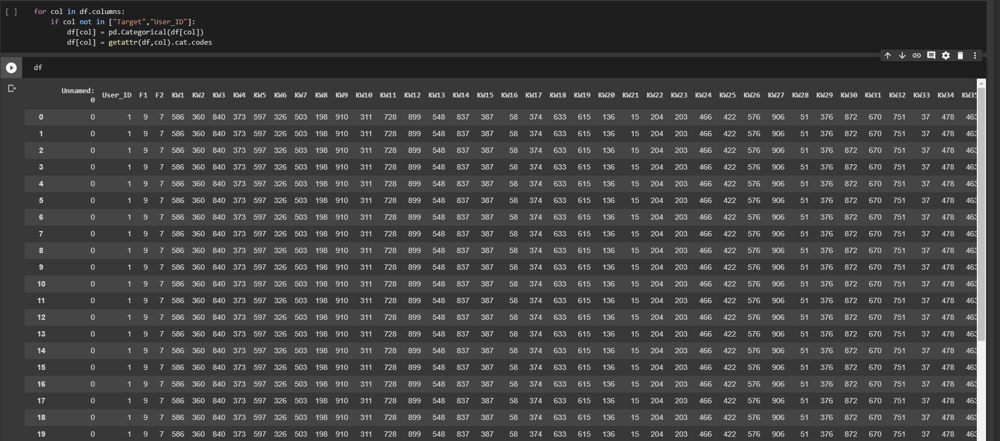 [ ] for col in df.columns:
if col not in ["Target","User_ID"]:
df[col] = pd.Categorical(df[col])
df[col] = getattr(df,col).cat.codes
df
Unnamed: 0 User_ID F1 F2 KW1 KW2 KW3 KW4 KW5 KW6 KW7 KW8 KW9 KW10 KW11 KW12 KW13 KW14 KW15 KW16 KW17 KW18 KW19 KW20 KW21 KW22 KW23 KW24 KW25 KW26 KW27 KW28 KW29 KW30 KW31 KW32 KW33 KW34 KW35
0 0 1 9 7 586 360 840 373 597 326 503 198 910 311 728 899 548 837 387 58 374 633 615 136 15 204 203 466 422 576 906 51 376 872 670 751 37 478 463
1 0 1 9 7 586 360 840 373 597 326 503 198 910 311 728 899 548 837 387 58 374 633 615 136 15 204 203 466 422 576 906 51 376 872 670 751 37 478 463
2 0 1 9 7 586 360 840 373 597 326 503 198 910 311 728 899 548 837 387 58 374 633 615 136 15 204 203 466 422 576 906 51 376 872 670 751 37 478 463
3 0 1 9 7 586 360 840 373 597 326 503 198 910 311 728 899 548 837 387 58 374 633 615 136 15 204 203 466 422 576 906 51 376 872 670 751 37 478 463
4 0 1 9 7 586 360 840 373 597 326 503 198 910 311 728 899 548 837 387 58 374 633 615 136 15 204 203 466 422 576 906 51 376 872 670 751 37 478 463
5 0 1 9 7 586 360 840 373 597 326 503 198 910 311 728 899 548 837 387 58 374 633 615 136 15 204 203 466 422 576 906 51 376 872 670 751 37 478 463
6 0 1 9 7 586 360 840 373 597 326 503 198 910 311 728 899 548 837 387 58 374 633 615 136 15 204 203 466 422 576 906 51 376 872 670 751 37 478 463
7 0 1 9 7 586 360 840 373 597 326 503 198 910 311 728 899 548 837 387 58 374 633 615 136 15 204 203 466 422 576 906 51 376 872 670 751 37 478 463
8 0 1 9 7 586 360 840 373 597 326 503 198 910 311 728 899 548 837 387 58 374 633 615 136 15 204 203 466 422 576 906 51 376 872 670 751 37 478 463
9 0 1 9 7 586 360 840 373 597 326 503 198 910 311 728 899 548 837 387 58 374 633 615 136 15 204 203 466 422 576 906 51 376 872 670 751 37 478 463
10 0 1 9 7 586 360 840 373 597 326 503 198 910 311 728 899 548 837 387 58 374 633 615 136 15 204 203 466 422 576 906 51 376 872 670 751 37 478 463
11 0 1 9 7 586 360 840 373 597 326 503 198 910 311 728 899 548 837 387 58 374 633 615 136 15 204 203 466 422 576 906 51 376 872 670 751 37 478 463
12 0 1 9 7 586 360 840 373 597 326 503 198 910 311 728 899 548 837 387 58 374 633 615 136 15 204 203 466 422 576 906 51 376 872 670 751 37 478 463
13 0 1 9 7 586 360 840 373 597 326 503 198 910 311 728 899 548 837 387 58 374 633 615 136 15 204 203 466 422 576 906 51 376 872 670 751 37 478 463
14 0 1 9 7 586 360 840 373 597 326 503 198 910 311 728 899 548 837 387 58 374 633 615 136 15 204 203 466 422 576 906 51 376 872 670 751 37 478 463
15 0 1 9 7 586 360 840 373 597 326 503 198 910 311 728 899 548 837 387 58 374 633 615 136 15 204 203 466 422 576 906 51 376 872 670 751 37 478 463
16 0 1 9 7 586 360 840 373 597 326 503 198 910 311 728 899 548 837 387 58 374 633 615 136 15 204 203 466 422 576 906 51 376 872 670 751 37 478 463
17 0 1 9 7 586 360 840 373 597 326 503 198 910 311 728 899 548 837 387 58 374 633 615 136 15 204 203 466 422 576 906 51 376 872 670 751 37 478 463
18 0 1 9 7 586 360 840 373 597 326 503 198 910 311 728 899 548 837 387 58 374 633 615 136 15 204 203 466 422 576 906 51 376 872 670 751 37 478 463
19 0 1 9 7 586 360 840 373 597 326 503 198 910 311 728 899 548 837 387 58 374 633 615 136 15 204 203 466 422 576 906 51 376 872 670 751 37 478 463